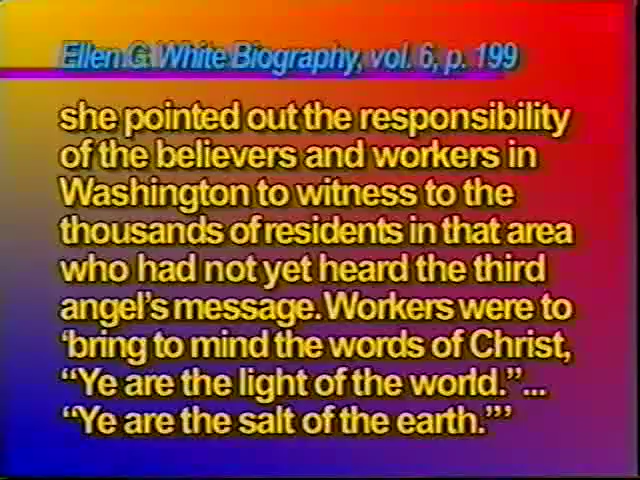 Ellen G. White Biography, vol. 6, p. 199
she pointed out the responsibility
of the believers and workers in
Washington to witness to the
thousands of residents in that area
who had not yet heard the third
angel's message. Workers were to
'bring to mind the words of Christ,
"Ye are the light of the world."...
"Ye are the salt of the earth."'